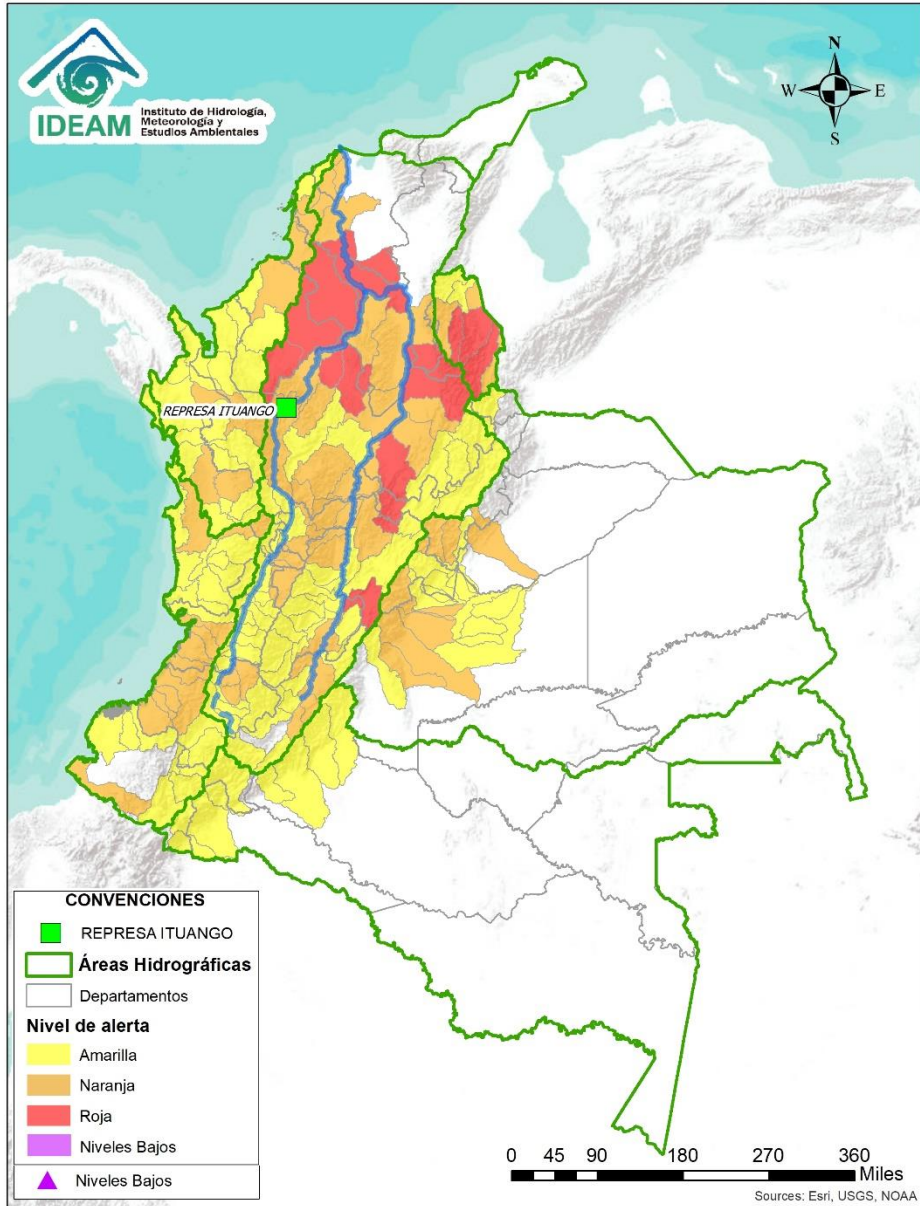 IDEAM
Instituto de Hidrología,
Meteorología y
Estudios Ambientales
N
W
E
S
REPRESA ITUANGO
CONVENCIONES
REPRESA ITUANGO
Áreas Hidrográficas
Departamentos
Nivel de alerta
Amarilla
Naranja
Roja
Niveles Bajos
Niveles Bajos
0 45 90 180 270 360
Miles
Sources: Esri, USGS, NOAA